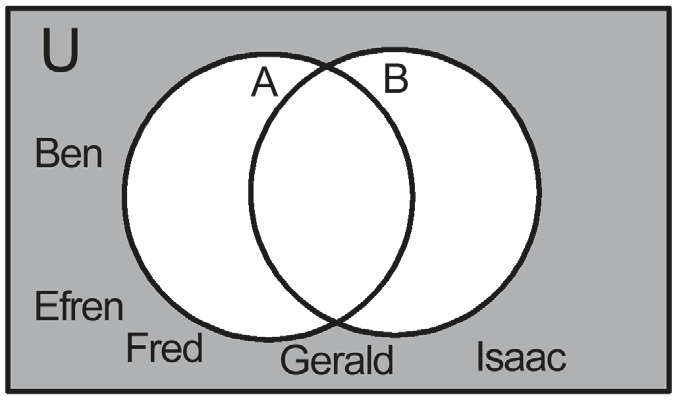 U
A
B
Ben
Efren
Fred
Gerald
Isaac